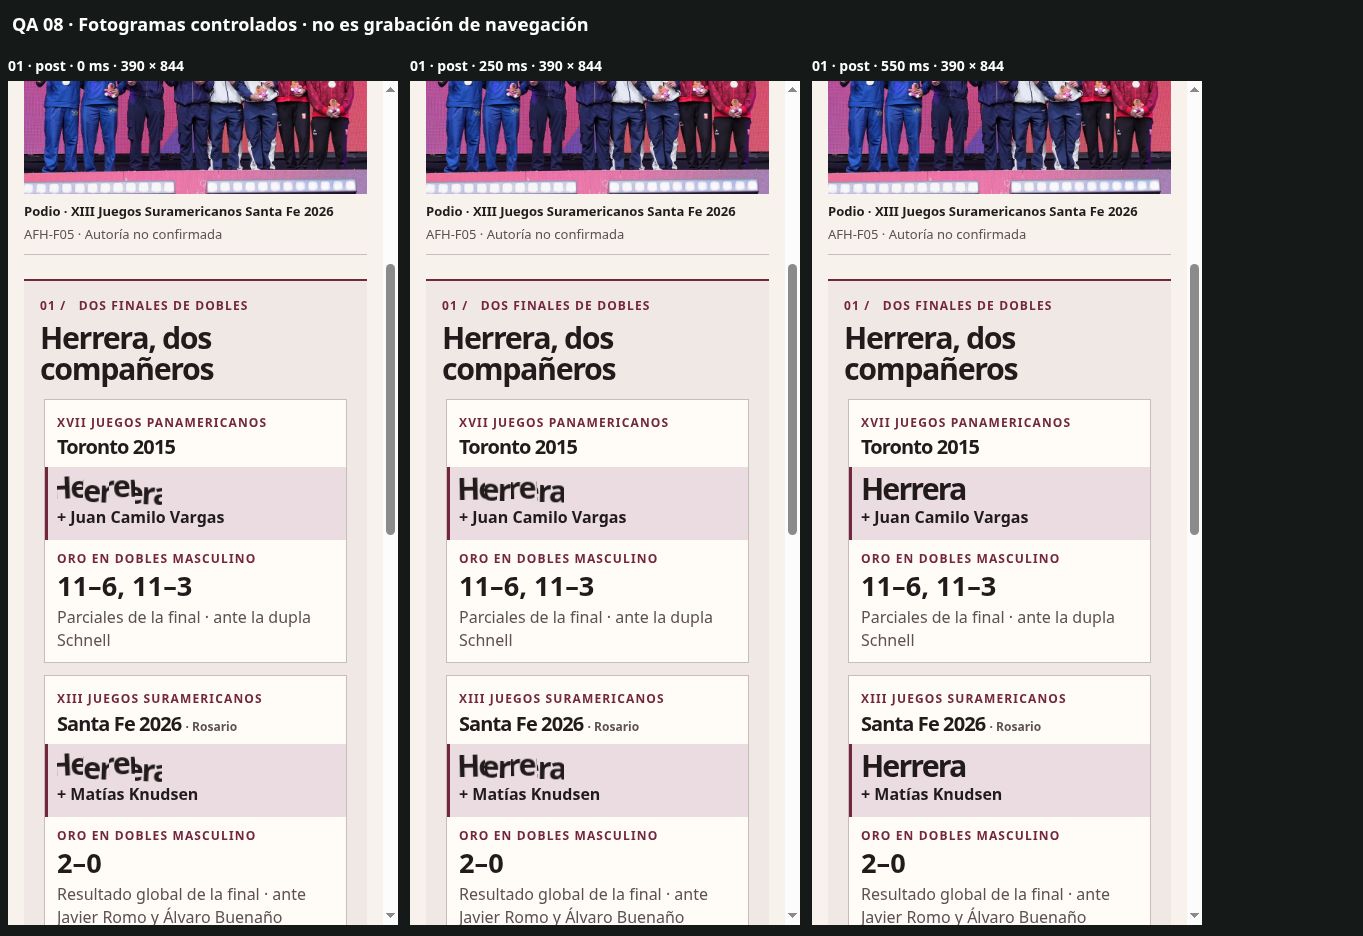 QA 08 · Fotogramas controlados · no es grabación de navegación
01 · post · 0 ms · 390 × 844
Podio · XIII Juegos Suramericanos Santa Fe 2026
AFH-F05 · Autoría no confirmada
01 / DOS FINALES DE DOBLES
Herrera, dos
compañeros
XVII JUEGOS PANAMERICANOS
Toronto 2015
Herrera
+ Juan Camilo Vargas
ORO EN DOBLES MASCULINO
11–6, 11–3
Parciales de la final · ante la dupla
Schnell
XIII JUEGOS SURAMERICANOS
Santa Fe 2026 · Rosario
Herrera
+ Matías Knudsen
ORO EN DOBLES MASCULINO
2–0
Resultado global de la final · ante
Javier Romo y Álvaro Buenaño
01 · post · 250 ms · 390 × 844
Podio · XIII Juegos Suramericanos Santa Fe 2026
AFH-F05 · Autoría no confirmada
01 / DOS FINALES DE DOBLES
Herrera, dos
compañeros
XVII JUEGOS PANAMERICANOS
Toronto 2015
Herrera
+ Juan Camilo Vargas
ORO EN DOBLES MASCULINO
11–6, 11–3
Parciales de la final · ante la dupla
Schnell
XIII JUEGOS SURAMERICANOS
Santa Fe 2026 · Rosario
Herrera
+ Matías Knudsen
ORO EN DOBLES MASCULINO
2–0
Resultado global de la final · ante
Javier Romo y Álvaro Buenaño
01 · post · 550 ms · 390 × 844
Podio · XIII Juegos Suramericanos Santa Fe 2026
AFH-F05 · Autoría no confirmada
01 / DOS FINALES DE DOBLES
Herrera, dos
compañeros
XVII JUEGOS PANAMERICANOS
Toronto 2015
Herrera
+ Juan Camilo Vargas
ORO EN DOBLES MASCULINO
11–6, 11–3
Parciales de la final · ante la dupla
Schnell
XIII JUEGOS SURAMERICANOS
Santa Fe 2026 · Rosario
Herrera
+ Matías Knudsen
ORO EN DOBLES MASCULINO
2–0
Resultado global de la final · ante
Javier Romo y Álvaro Buenaño